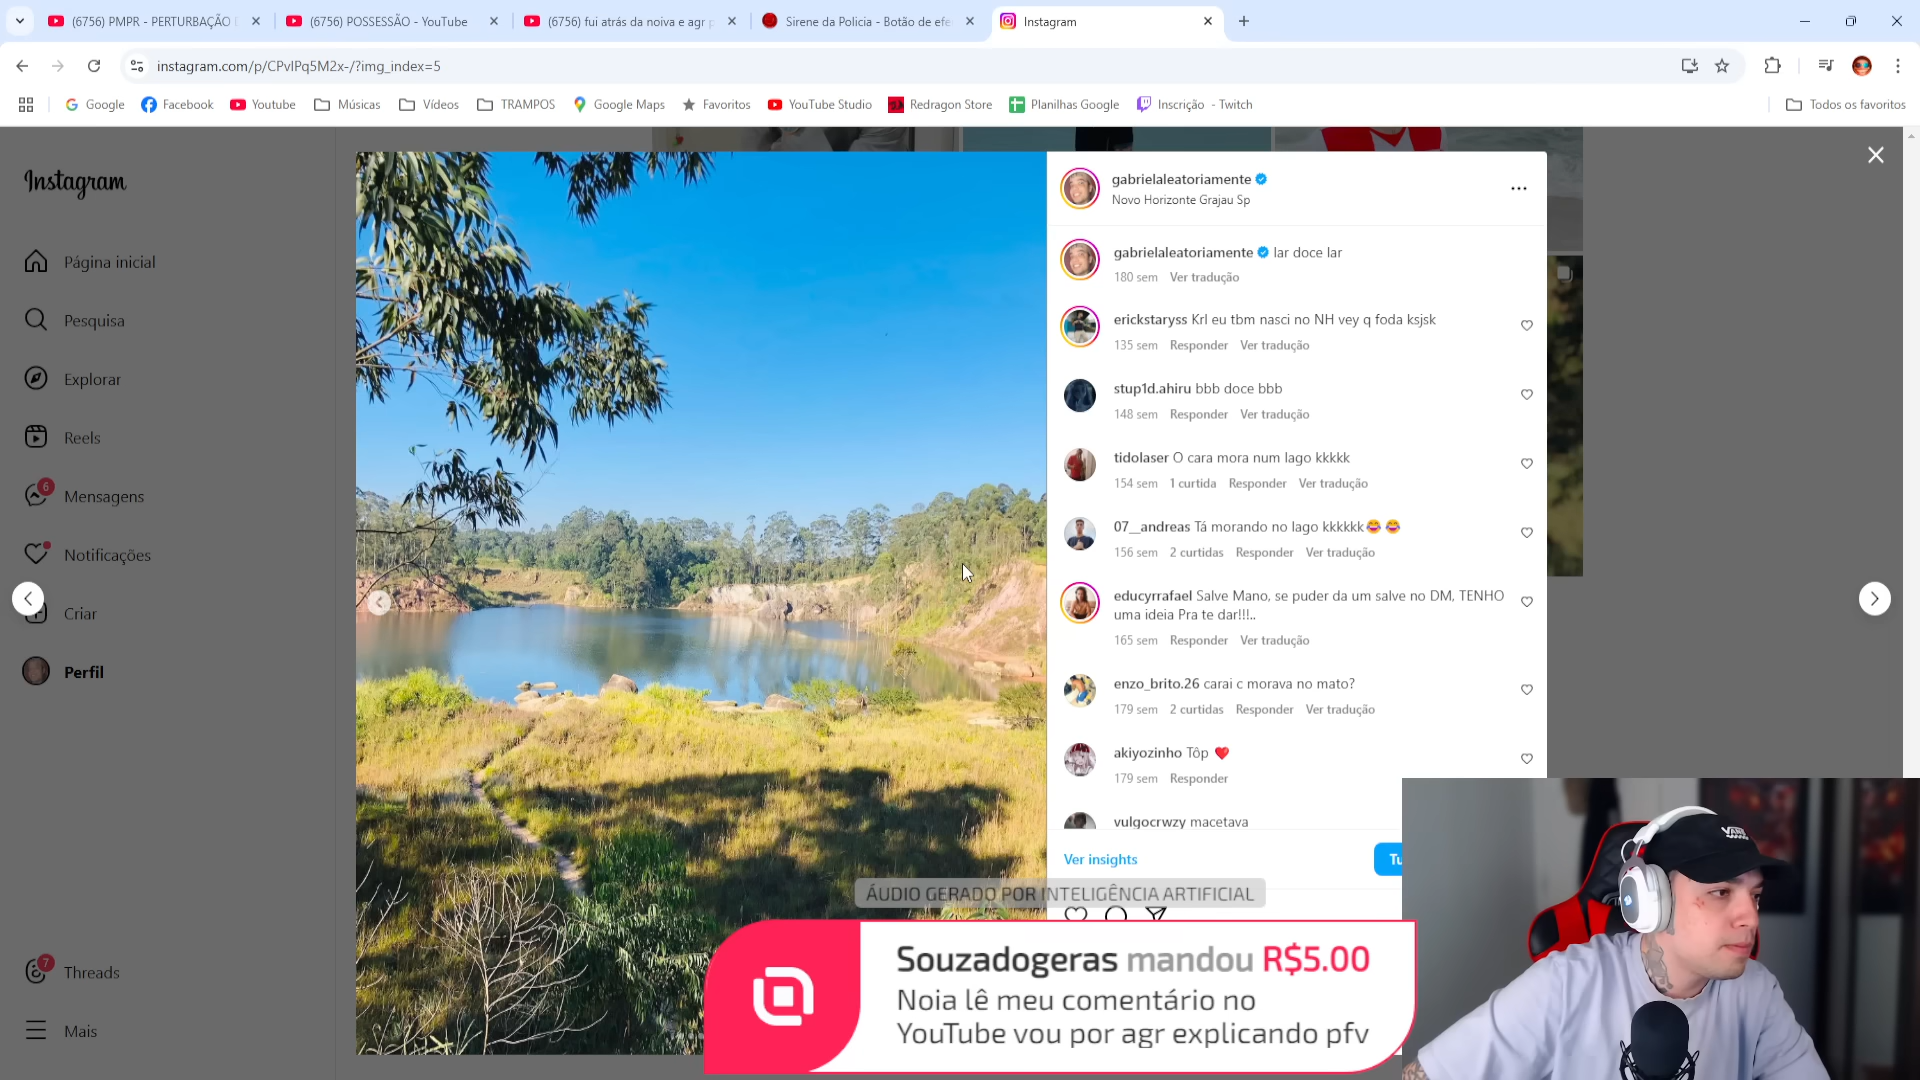 (6756) PMPR - PERTURBAÇÃO
(6756) POSSESSÃO - YouTube
(6756) fui atrás da noiva e agr p
Sirene da Policia - Botão de efe
Instagram
instagram.com/p/CPvIPq5M2x-/?img_index=5
Google
Facebook
Youtube
Músicas
Vídeos
TRAMPOS
Google Maps
Favoritos
YouTube Studio
Redragon Store
Planilhas Google
Inscrição - Twitch
Todos os favoritos
Instagram
Página inicial
Pesquisa
Explorar
Reels
6
Mensagens
Notificações
Criar
Perfil
7
Threads
Mais
gabrielaleatoriamente
Novo Horizonte Grajau Sp
gabrielaleatoriamente lar doce lar
180 sem Ver tradução
erickstaryss Krl eu tbm nasci no NH vey q foda ksjsk
135 sem Responder Ver tradução
stup1d.ahiru bbb doce bbb
148 sem Responder Ver tradução
tidolaser O cara mora num lago kkkkk
154 sem 1 curtida Responder Ver tradução
07__andreas Tá morando no lago kkkkkk😂 😂
156 sem 2 curtidas Responder Ver tradução
educyrrafael Salve Mano, se puder da um salve no DM, TENHO
uma ideia Pra te dar!!!..
165 sem Responder Ver tradução
enzo_brito.26 carai c morava no mato?
179 sem 2 curtidas Responder Ver tradução
akiyozinho Tôp ❤️
179 sem Responder
vulgocrwzy macetava
Ver insights
Tu
ÁUDIO GERADO POR INTELIGÊNCIA ARTIFICIAL
Souzadogeras mandou R$5.00
Noia lê meu comentário no
YouTube vou por agr explicando pfv
VANS